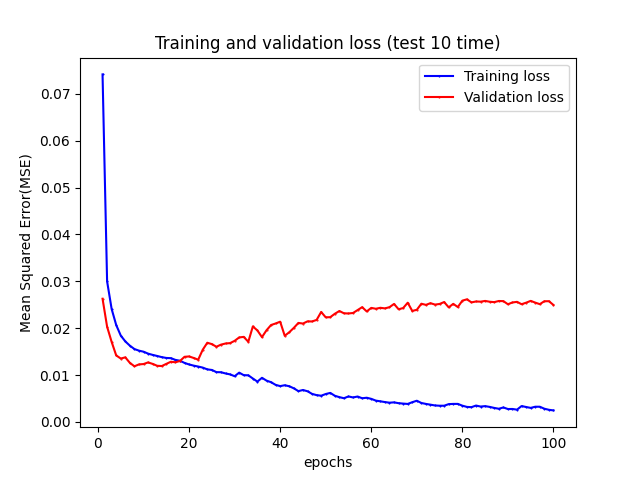 Training and validation loss (test 10 time)
Training loss
Validation loss
Mean Squared Error(MSE)
0.07
0.06
0.05
0.04
0.03
0.02
0.01
0.00
0 20 40 60 80 100
epochs